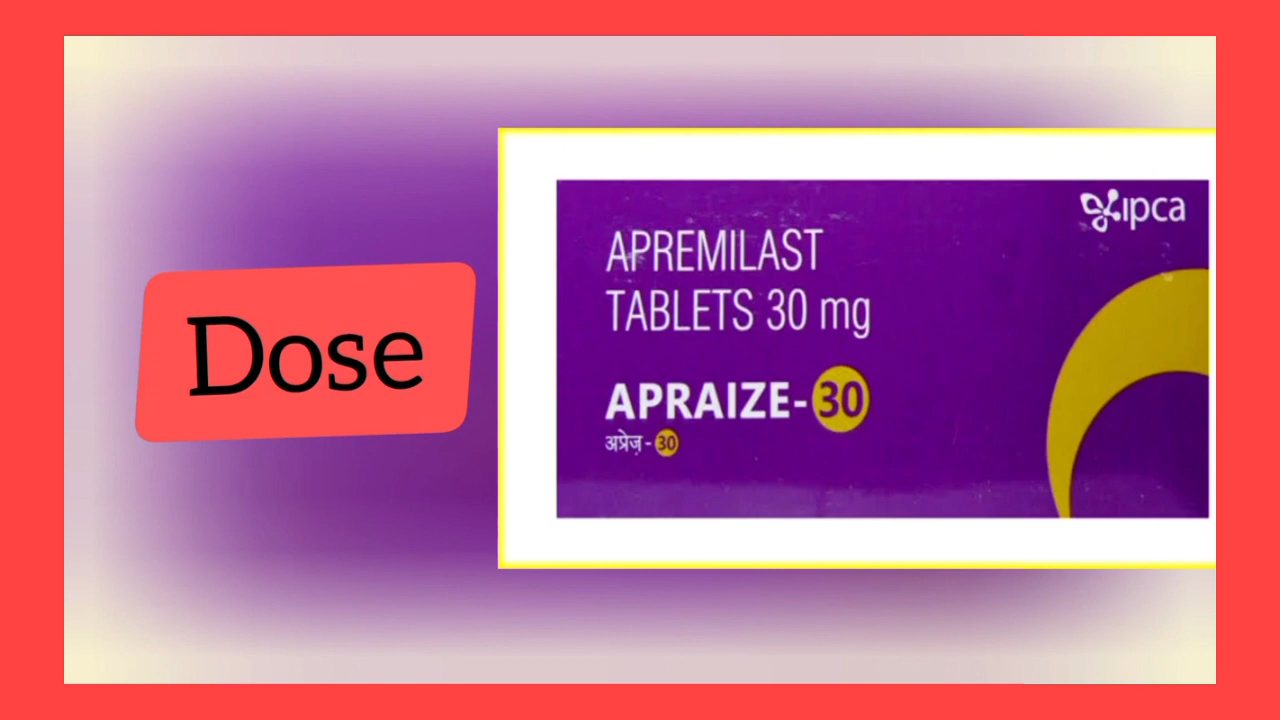 Dose
ipca
APREMILAST
TABLETS 30 mg
APRAIZE-30
अप्रेज़-30